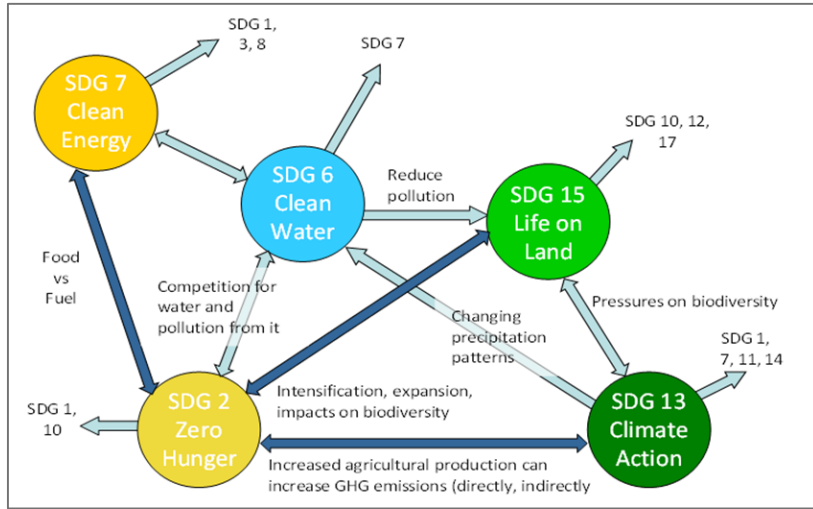 SDG 1,
3, 8
SDG 7
SDG 7
Clean
Energy
SDG 10, 12,
17
SDG 6
Clean
Water
Reduce
pollution
SDG 15
Life on
Land
Food
vs
Fuel
Competition for
water and
pollution from it
Changing
precipitation
patterns
Pressures on biodiversity
SDG 1,
7, 11, 14
SDG 1,
10
SDG 2
Zero
Hunger
Intensification, expansion,
impacts on biodiversity
SDG 13
Climate
Action
Increased agricultural production can
increase GHG emissions (directly, indirectly